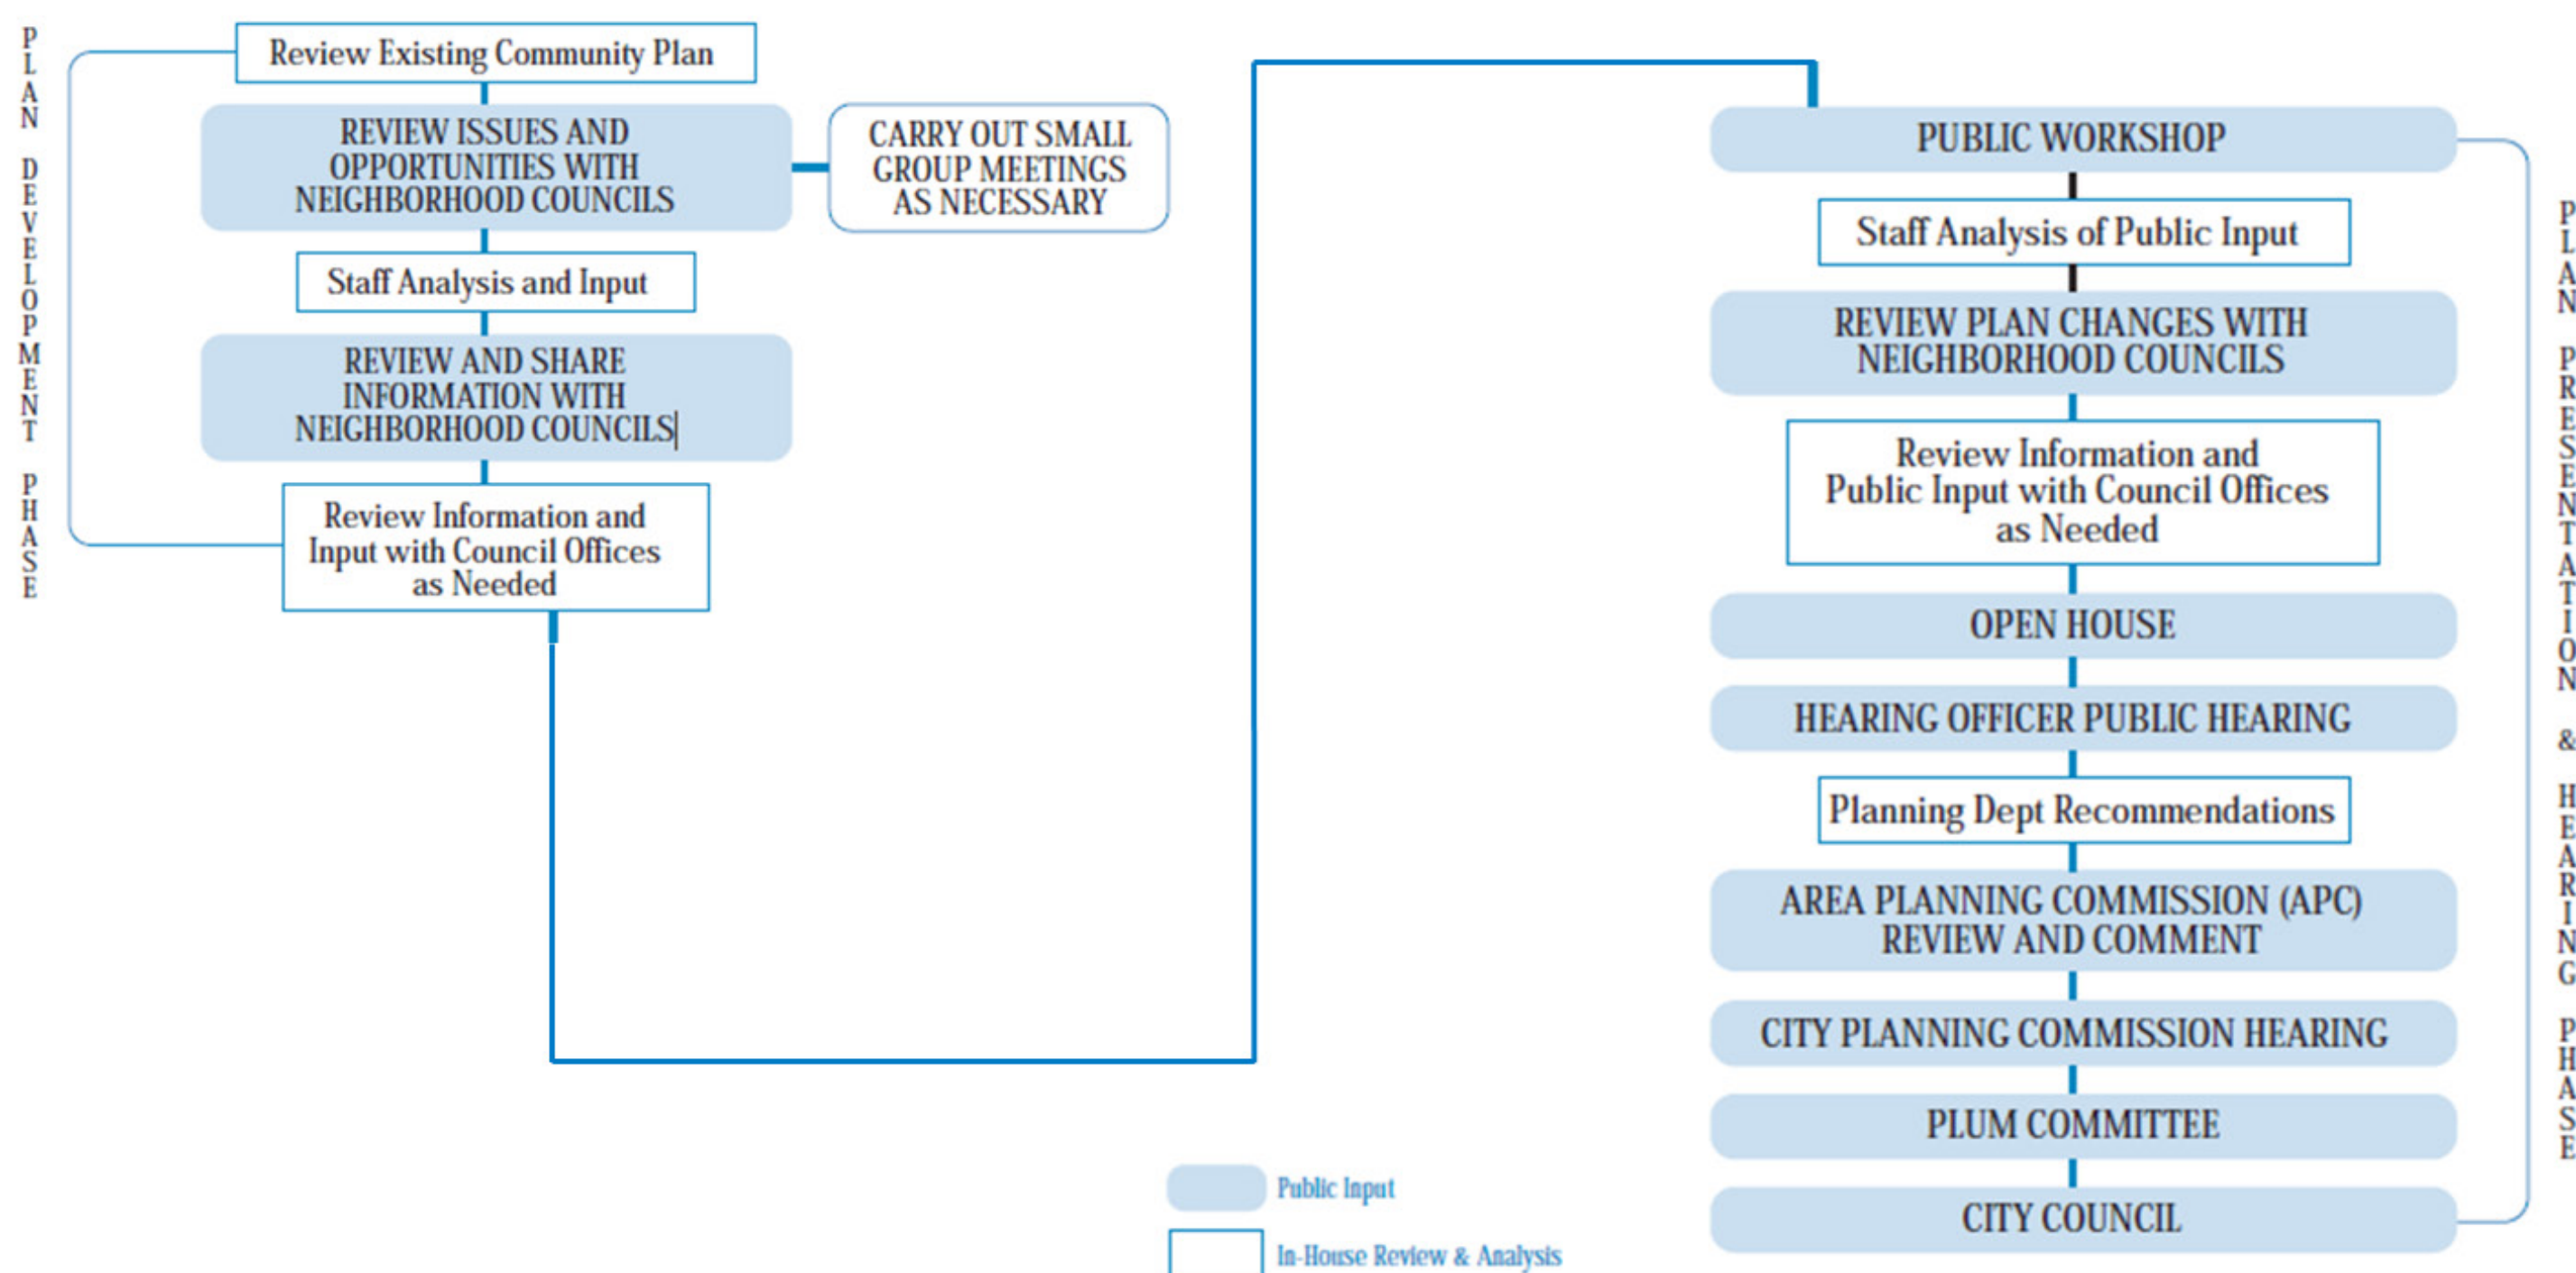 PLAN DEVELOPMENT PHASE
Review Existing Community Plan
REVIEW ISSUES AND
OPPORTUNITIES WITH
NEIGHBORHOOD COUNCILS
CARRY OUT SMALL
GROUP MEETINGS
AS NECESSARY
Staff Analysis and Input
REVIEW AND SHARE
INFORMATION WITH
NEIGHBORHOOD COUNCILS
Review Information and
Input with Council Offices
as Needed
PUBLIC WORKSHOP
Staff Analysis of Public Input
REVIEW PLAN CHANGES WITH
NEIGHBORHOOD COUNCILS
Review Information and
Public Input with Council Offices
as Needed
OPEN HOUSE
HEARING OFFICER PUBLIC HEARING
Planning Dept Recommendations
AREA PLANNING COMMISSION (APC)
REVIEW AND COMMENT
CITY PLANNING COMMISSION HEARING
PLUM COMMITTEE
CITY COUNCIL
PLAN PRESENTATION & HEARING PHASE
Public Input
In-House Review & Analysis